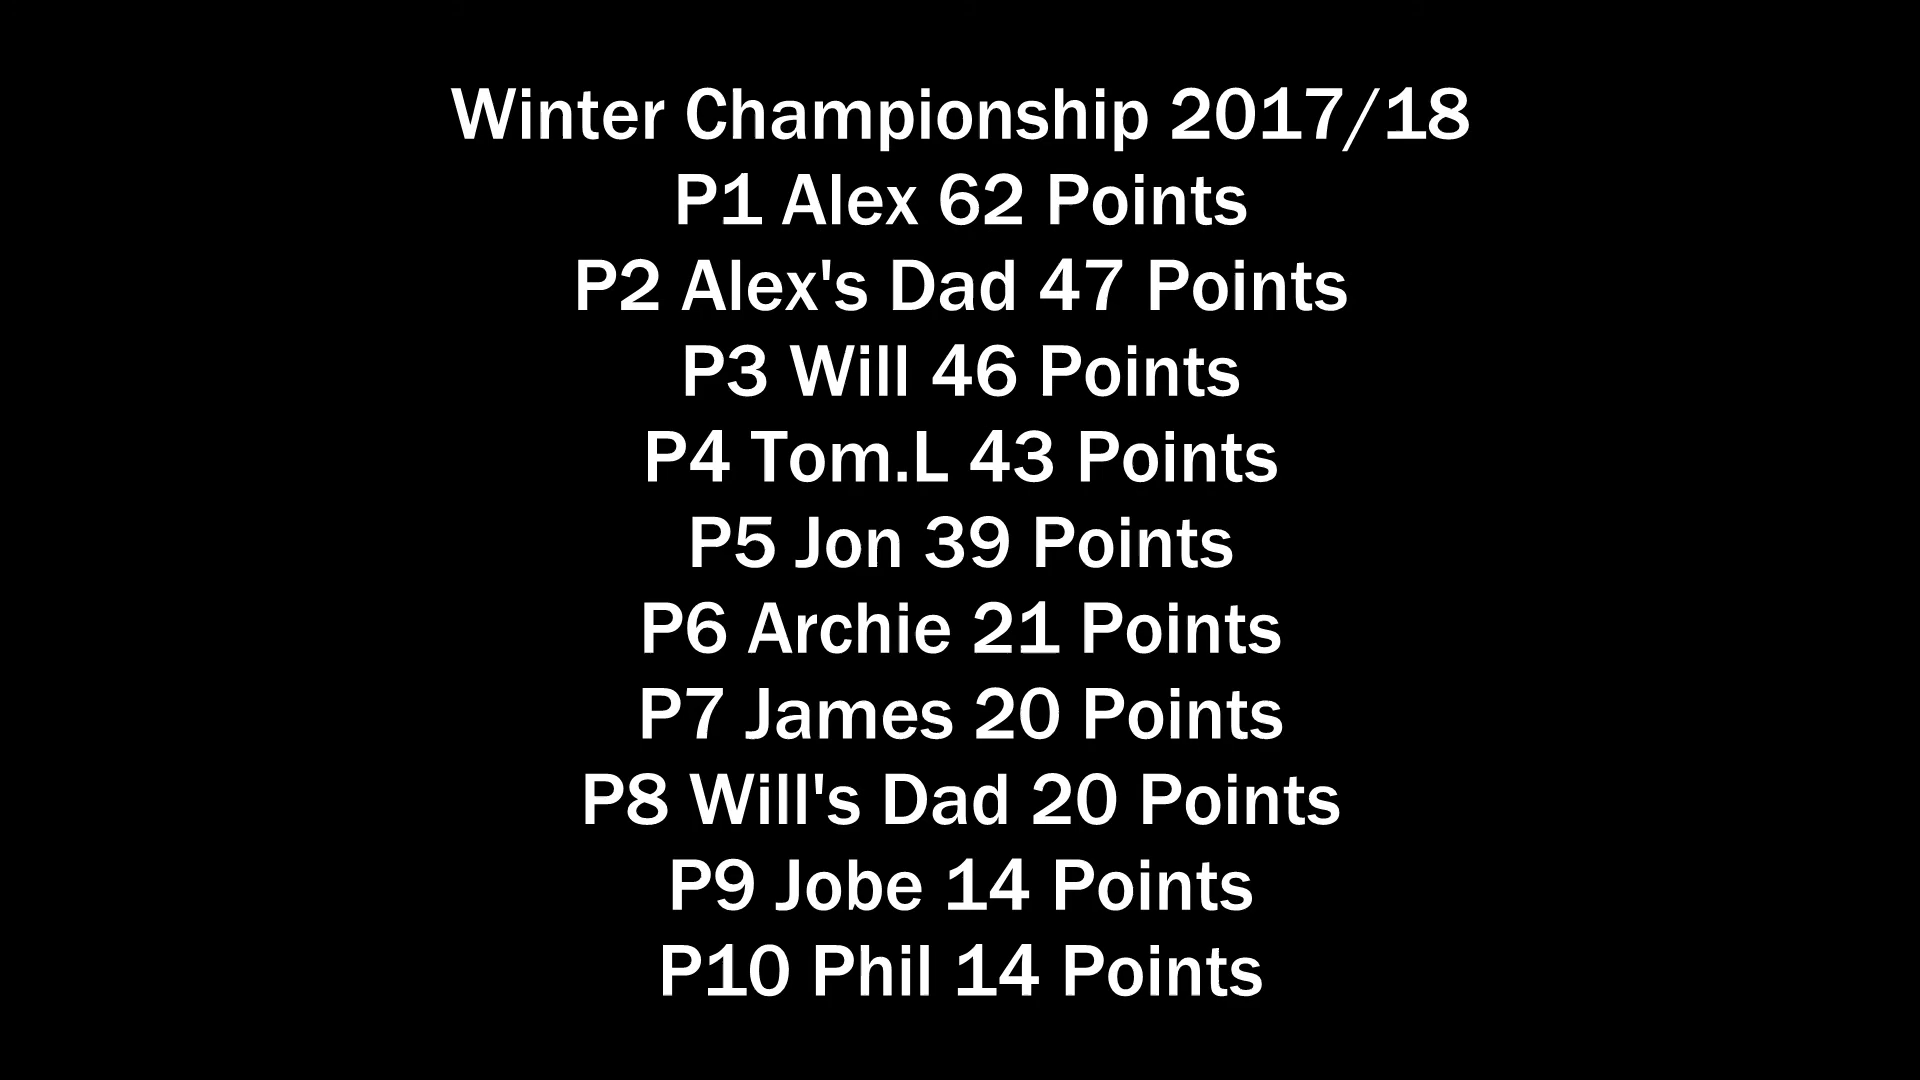 Winter Championship 2017/18
P1 Alex 62 Points
P2 Alex's Dad 47 Points
P3 Will 46 Points
P4 Tom.L 43 Points
P5 Jon 39 Points
P6 Archie 21 Points
P7 James 20 Points
P8 Will's Dad 20 Points
P9 Jobe 14 Points
P10 Phil 14 Points